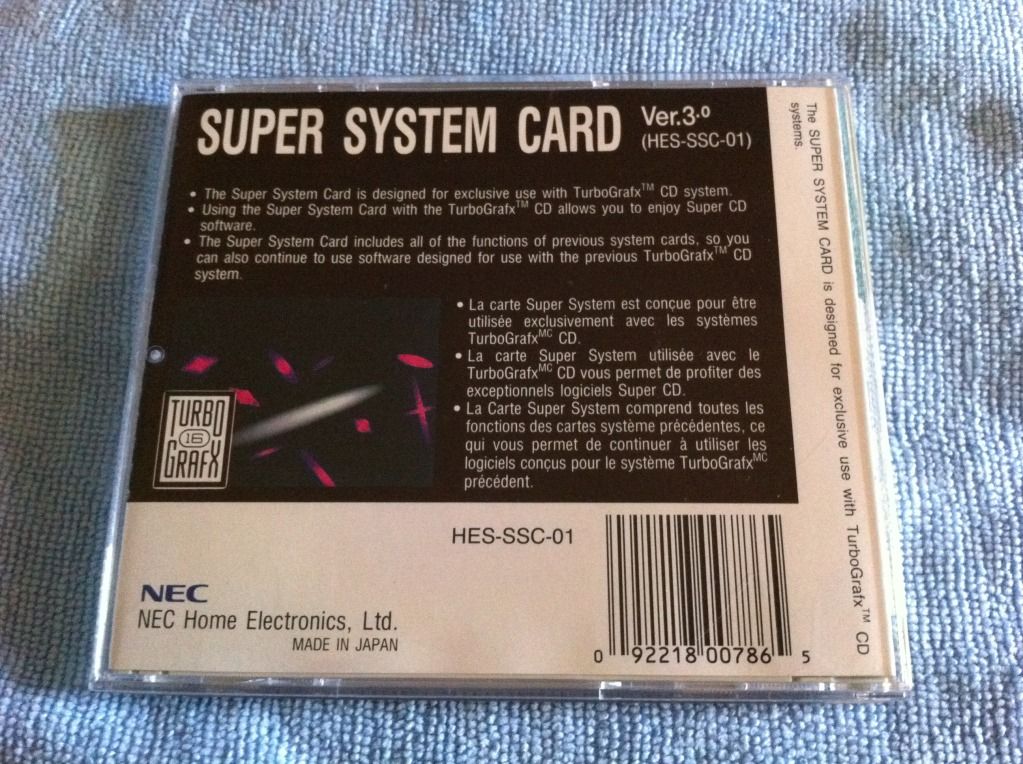 SUPER SYSTEM CARD Ver.3.0
(HES-SSC-01)
• The Super System Card is designed for exclusive use with TurboGrafx™ CD system.
• Using the Super System Card with the TurboGrafx™ CD allows you to enjoy Super CD
software.
• The Super System Card includes all of the functions of previous system cards, so you
can also continue to use software designed for use with the previous TurboGrafx™ CD
system.
• La carte Super System est conçue pour être
utilisée exclusivement avec les systèmes
TurboGrafxMC CD.
• La carte Super System utilisée avec le
TurboGrafxMC CD vous permet de profiter des
exceptionnels logiciels Super CD.
• La Carte Super System comprend toutes les
fonctions des cartes système précédentes, ce
qui vous permet de continuer à utiliser les
logiciels conçus pour le système TurboGrafxMC
précédent.
TURBO
16
GRAFX
HES-SSC-01
NEC
NEC Home Electronics, Ltd.
MADE IN JAPAN
0 92218 00786 5
The SUPER SYSTEM CARD is designed for exclusive use with TurboGrafx™ CD
systems.